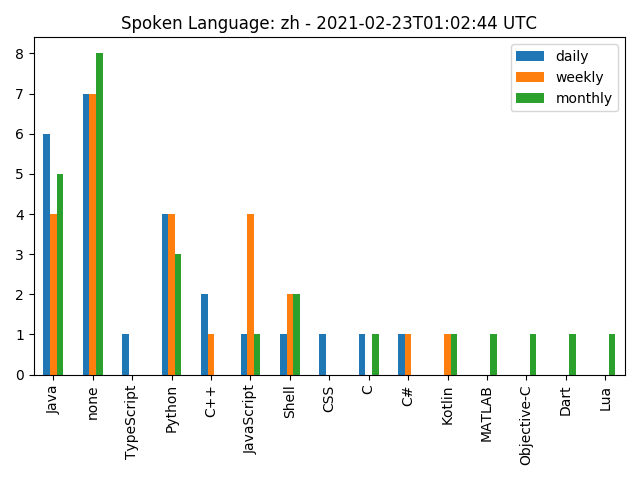 Spoken Language: zh - 2021-02-23T01:02:44 UTC
daily
weekly
monthly
8
7
6
5
4
3
2
1
0
Java
none
TypeScript
Python
C++
JavaScript
Shell
CSS
C
C#
Kotlin
MATLAB
Objective-C
Dart
Lua